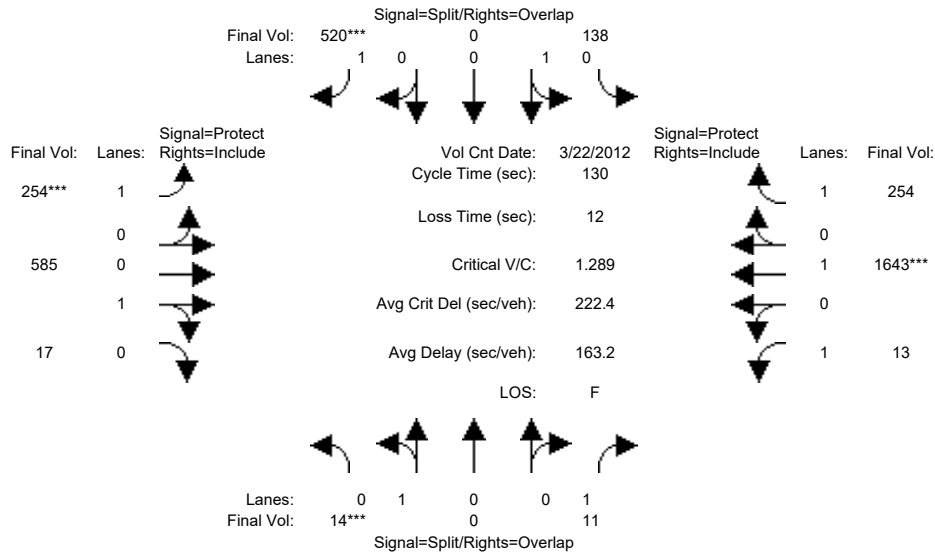 Signal=Split/Rights=Overlap
Final Vol: 520*** 0 138
Lanes: 1 0 0 1 0
Signal=Protect Signal=Protect
Final Vol: Lanes: Rights=Include Vol Cnt Date: 3/22/2012 Rights=Include Lanes: Final Vol:
Cycle Time (sec): 130
254*** 1 1 254
Loss Time (sec): 12
0 0
585 0 Critical V/C: 1.289 1 1643***
1 Avg Crit Del (sec/veh): 222.4 0
17 0 Avg Delay (sec/veh): 163.2 1 13
LOS: F
Lanes: 0 1 0 0 1
Final Vol: 14*** 0 11
Signal=Split/Rights=Overlap